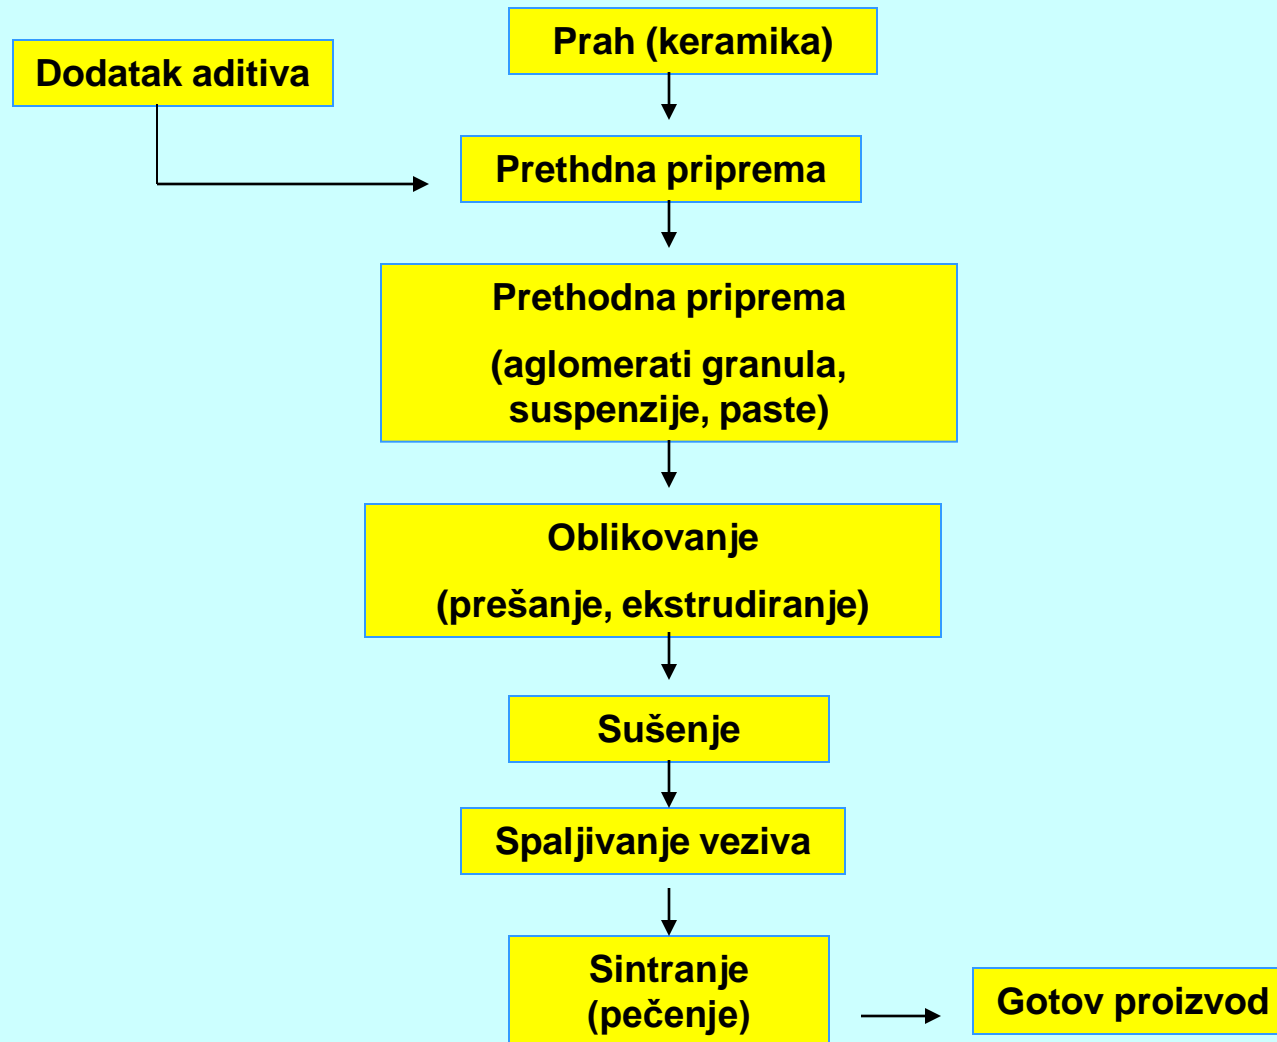 Prah (keramika)
Dodatak aditiva
Prethdna priprema
Prethodna priprema
(aglomerati granula,
suspenzije, paste)
Oblikovanje
(prešanje, ekstrudiranje)
Sušenje
Spaljivanje veziva
Sintranje
(pečenje)
Gotov proizvod